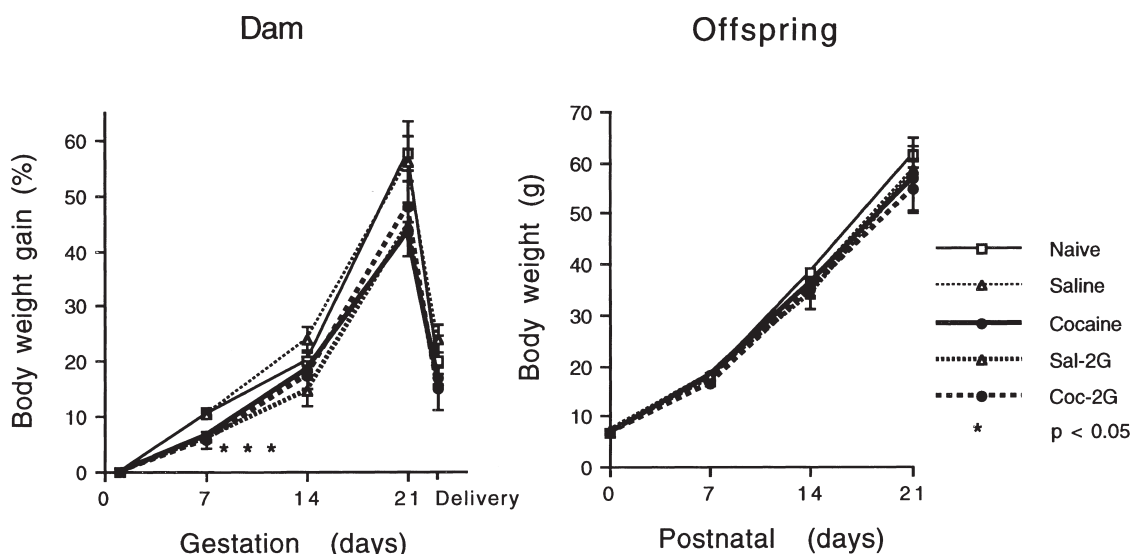 Dam
Offspring
Body weight gain (%)
60
50
40
30
20
10
0
* * *
0 7 14 21 Delivery
Gestation (days)
Body weight (g)
70
60
50
40
30
20
10
0
0 7 14 21
Postnatal (days)
Naive
Saline
Cocaine
Sal-2G
Coc-2G
* p < 0.05